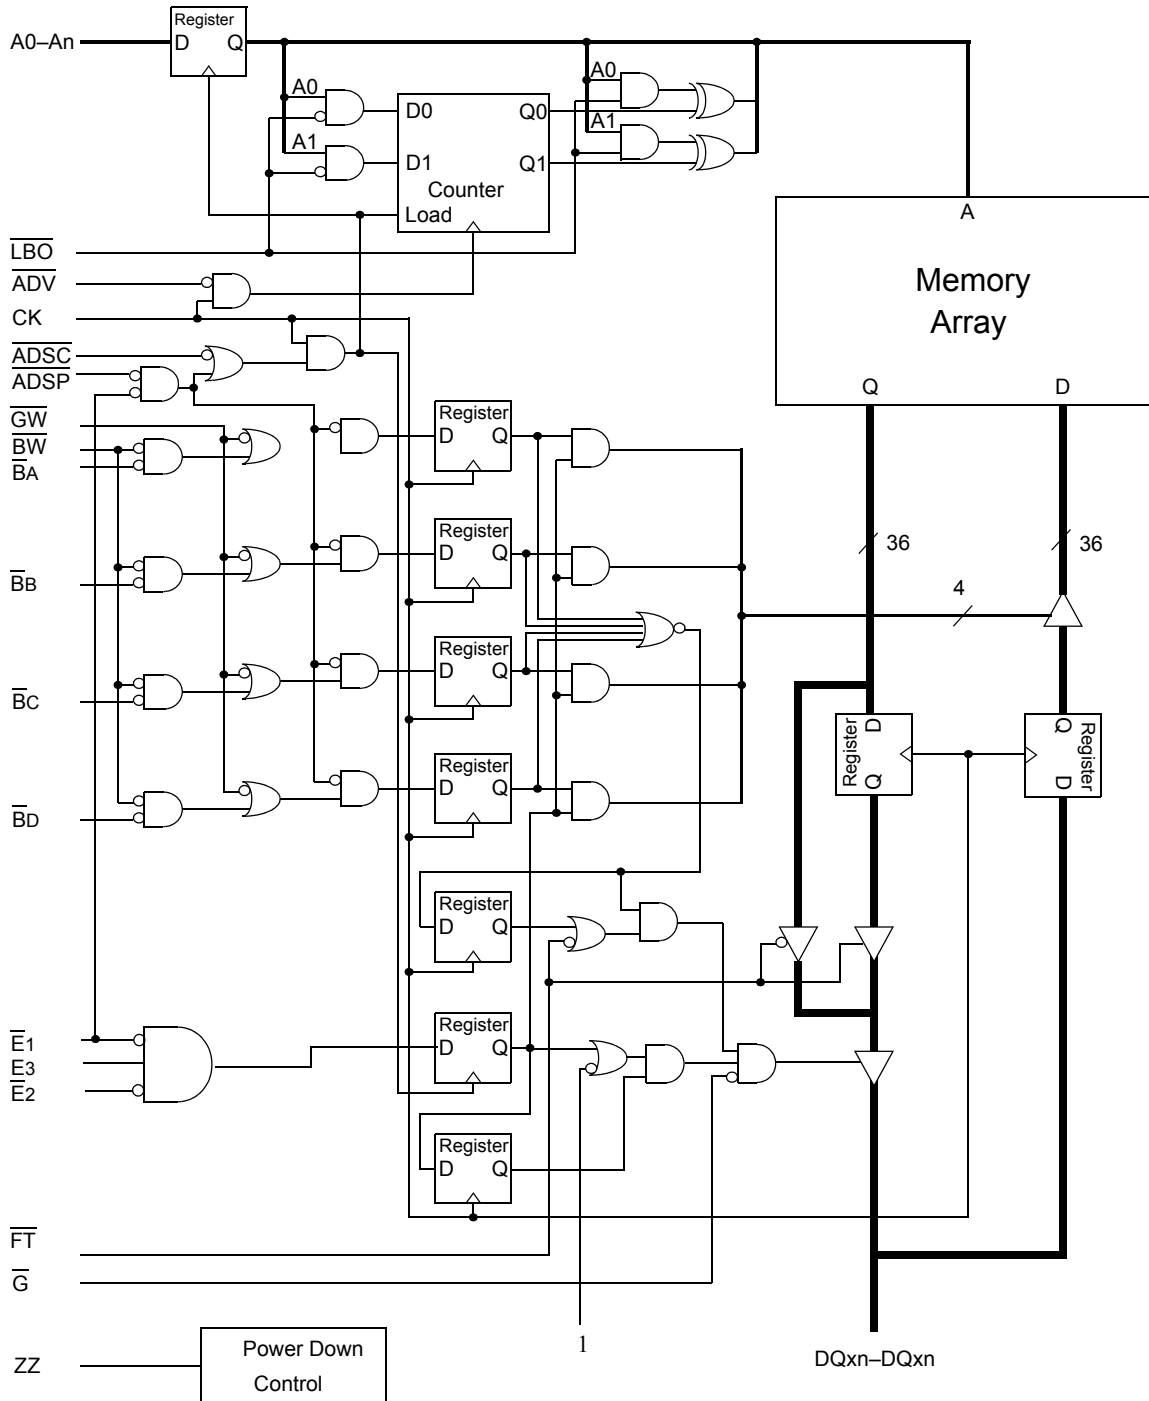 Register
A0–An
D Q
A0
A0
D0
Q0
A1
A1
D1
Q1
Counter
Load
A
LBO
ADV
Memory
CK
Array
ADSC
ADSP
Q D
GW
Register
BW
D Q
BA
Register
D Q
36 36
BB
4
Register
D Q
BC
Register D Q
Q D Register
Register
D Q
BD
Register
D Q
Register
E1
D Q
E3
E2
Register
D Q
FT
G
1
Power Down
ZZ
DQxn–DQxn
Control